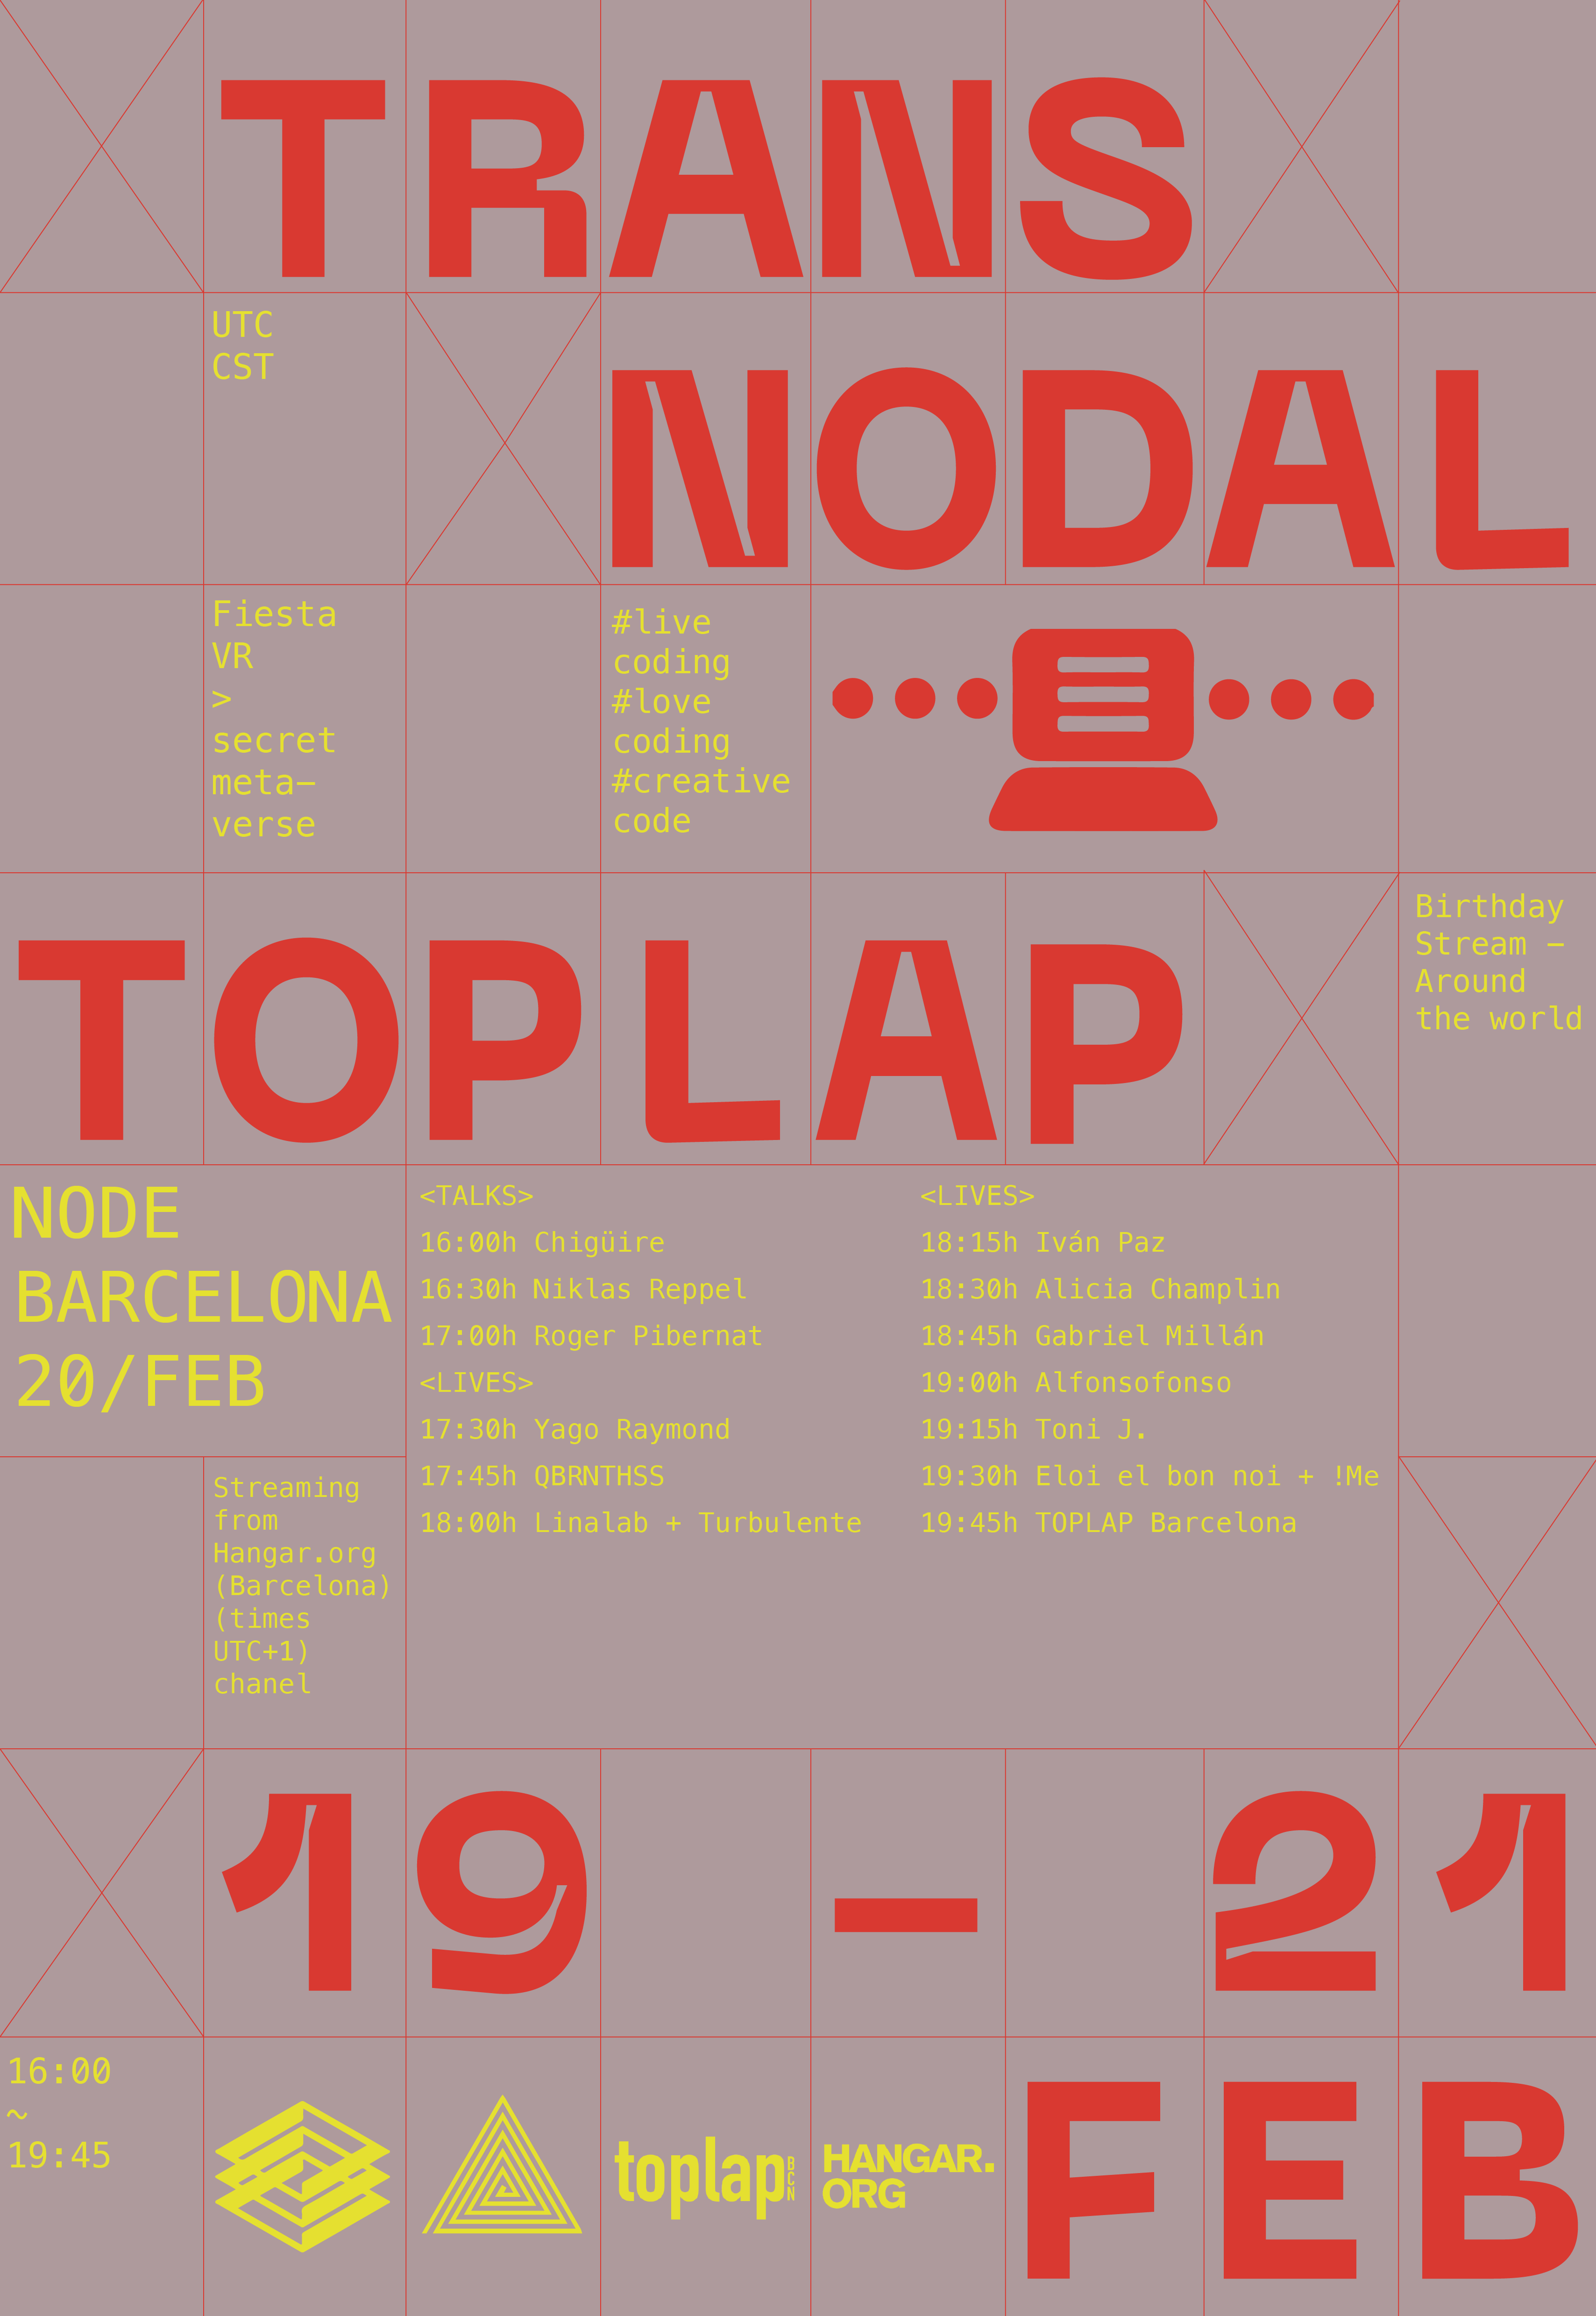 TRANS
UTC
CST
NODAL
Fiesta
VR
>
secret
meta–
verse
#live
coding
#love
coding
#creative
code
TOPLAP
Birthday
Stream –
Around
the world
NODE
BARCELONA
20/FEB
<TALKS>
16:00h Chigüire
16:30h Niklas Reppel
17:00h Roger Pibernat
<LIVES>
17:30h Yago Raymond
17:45h QBRNTHSS
18:00h Linalab + Turbulente
<LIVES>
18:15h Iván Paz
18:30h Alicia Champlin
18:45h Gabriel Millán
19:00h Alfonsofonso
19:15h Toni J.
19:30h Eloi el bon noi + !Me
19:45h TOPLAP Barcelona
Streaming
from
Hangar.org
(Barcelona)
(times
UTC+1)
chanel
19 – 21
16:00
~
19:45
toplap BCN
HANGAR.
ORG
FEB